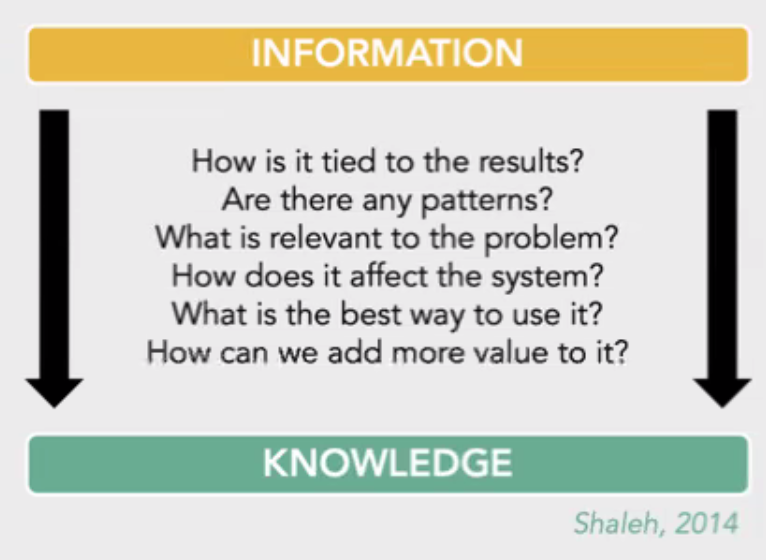 INFORMATION
How is it tied to the results?
Are there any patterns?
What is relevant to the problem?
How does it affect the system?
What is the best way to use it?
How can we add more value to it?
KNOWLEDGE
Shaleh, 2014